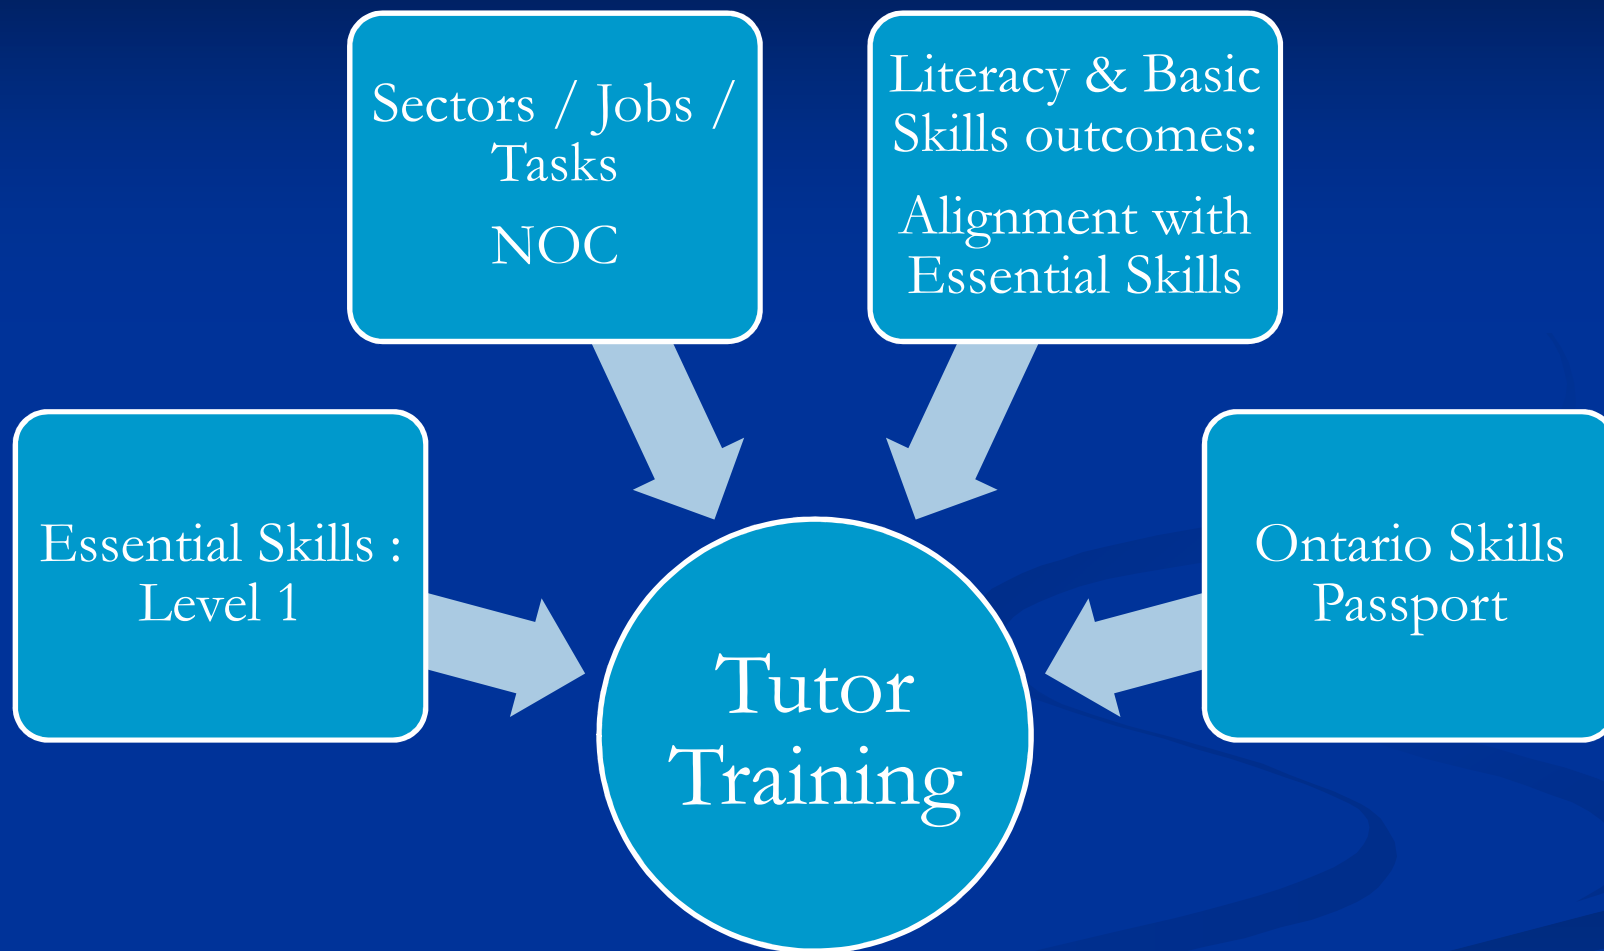 Sectors / Jobs /
Tasks
NOC
Literacy & Basic
Skills outcomes:
Alignment with
Essential Skills
Essential Skills :
Level 1
Ontario Skills
Passport
Tutor
Training